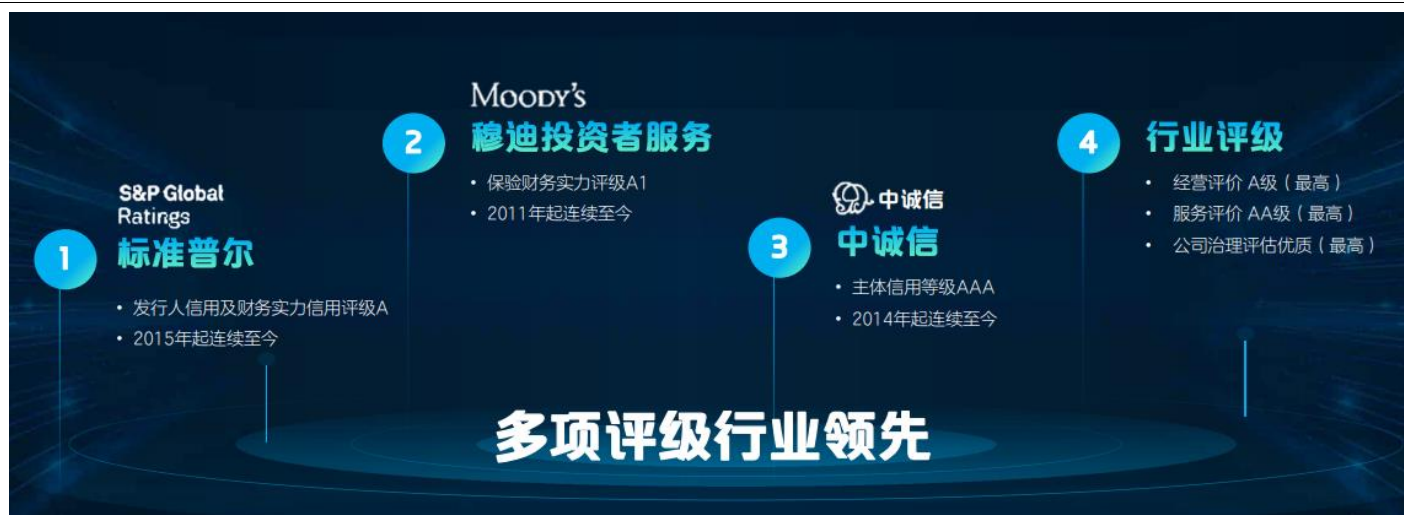 1
S&P Global
Ratings
标准普尔
• 发行人信用及财务实力信用评级A
• 2015年起连续至今
2
MOODY'S
穆迪投资者服务
• 保险财务实力评级A1
• 2011年起连续至今
3
中诚信
中诚信
• 主体信用等级AAA
• 2014年起连续至今
4
行业评级
• 经营评价 A级（最高）
• 服务评价 AA级（最高）
• 公司治理评估优质（最高）
多项评级行业领先